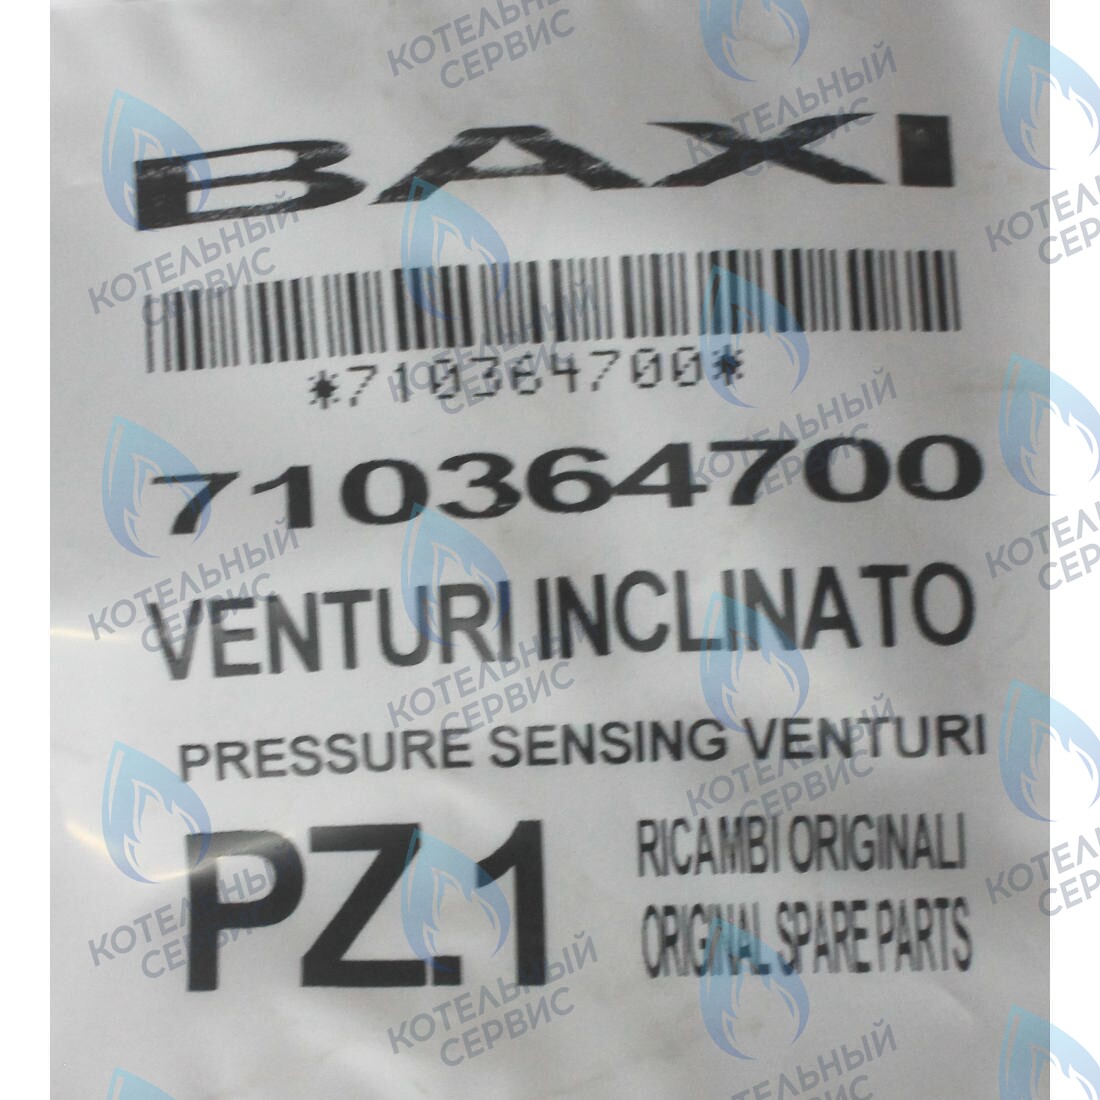 BAXI
*710364700*
710364700
VENTURI INCLINATO
PRESSURE SENSING VENTURI
PZ.1
RICAMBI ORIGINALI
ORIGINAL SPARE PARTS
КОТЕЛЬНЫЙ
СЕРВИС